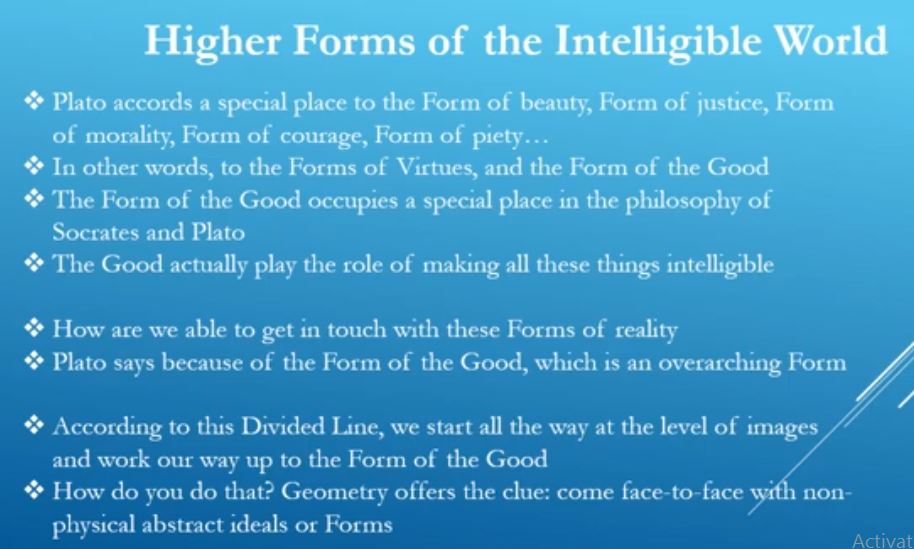 Higher Forms of the Intelligible World
❖ Plato accords a special place to the Form of beauty, Form of justice, Form
of morality, Form of courage, Form of piety…
❖ In other words, to the Forms of Virtues, and the Form of the Good
❖ The Form of the Good occupies a special place in the philosophy of
Socrates and Plato
❖ The Good actually play the role of making all these things intelligible
❖ How are we able to get in touch with these Forms of reality
❖ Plato says because of the Form of the Good, which is an overarching Form
❖ According to this Divided Line, we start all the way at the level of images
and work our way up to the Form of the Good
❖ How do you do that? Geometry offers the clue: come face-to-face with non-
physical abstract ideals or Forms
Activat